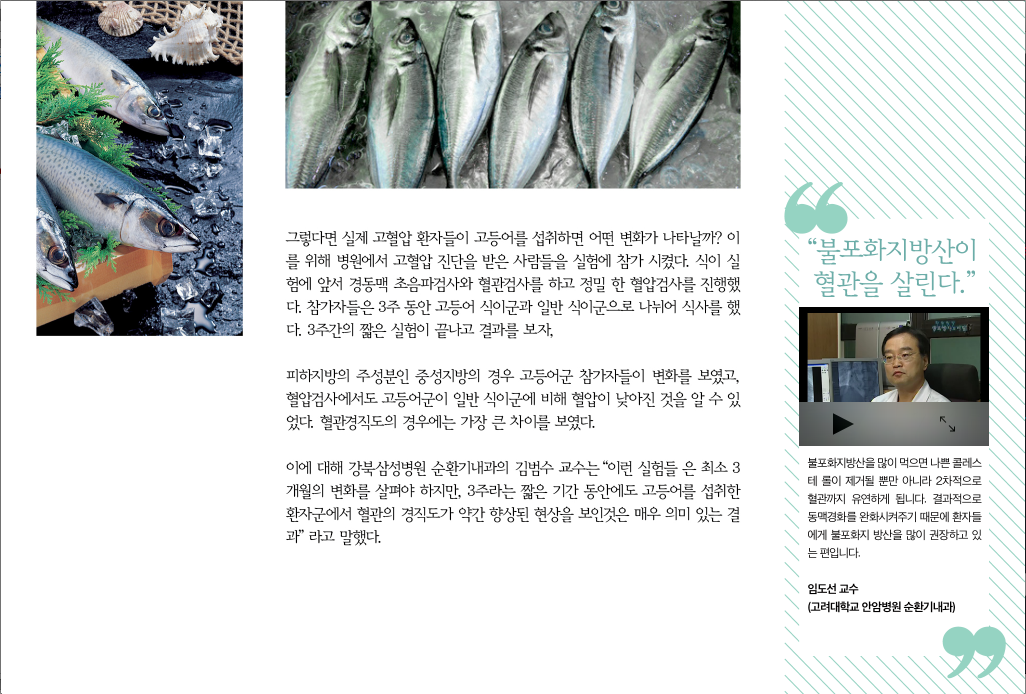 그렇다면 실제 고혈압 환자들이 고등어를 섭취하면 어떤 변화가 나타날까? 이
를 위해 병원에서 고혈압 진단을 받은 사람들을 실험에 참가 시켰다. 식이 실
험에 앞서 경동맥 초음파검사와 혈관검사를 하고 정밀 한 혈압검사를 진행했
다. 참가자들은 3주 동안 고등어 식이군과 일반 식이군으로 나뉘어 식사를 했
다. 3주간의 짧은 실험이 끝나고 결과를 보자,
피하지방의 주성분인 중성지방의 경우 고등어군 참가자들이 변화를 보였고,
혈압검사에서도 고등어군이 일반 식이군에 비해 혈압이 낮아진 것을 알 수 있
었다. 혈관경직도의 경우에는 가장 큰 차이를 보였다.
이에 대해 강북삼성병원 순환기내과의 김범수 교수는 “이런 실험들 은 최소 3
개월의 변화를 살펴야 하지만, 3주라는 짧은 기간 동안에도 고등어를 섭취한
환자군에서 혈관의 경직도가 약간 향상된 현상을 보인것은 매우 의미 있는 결
과” 라고 말했다.
“불포화지방산이
혈관을 살린다.”
불포화지방산을 많이 먹으면 나쁜 콜레스
테 롤이 제거될 뿐만 아니라 2차적으로
혈관까지 유연하게 됩니다. 결과적으로
동맥경화를 완화시켜주기 때문에 환자들
에게 불포화지 방산을 많이 권장하고 있
는 편입니다.
임도선 교수
(고려대학교 안암병원 순환기내과)